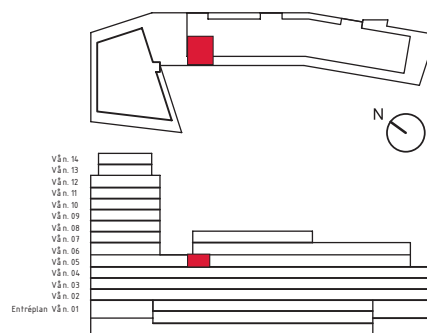 N
Vån. 14
Vån. 13
Vån. 12
Vån. 11
Vån. 10
Vån. 09
Vån. 08
Vån. 07
Vån. 06
Vån. 05
Vån. 04
Vån. 03
Vån. 02
Entréplan Vån. 01